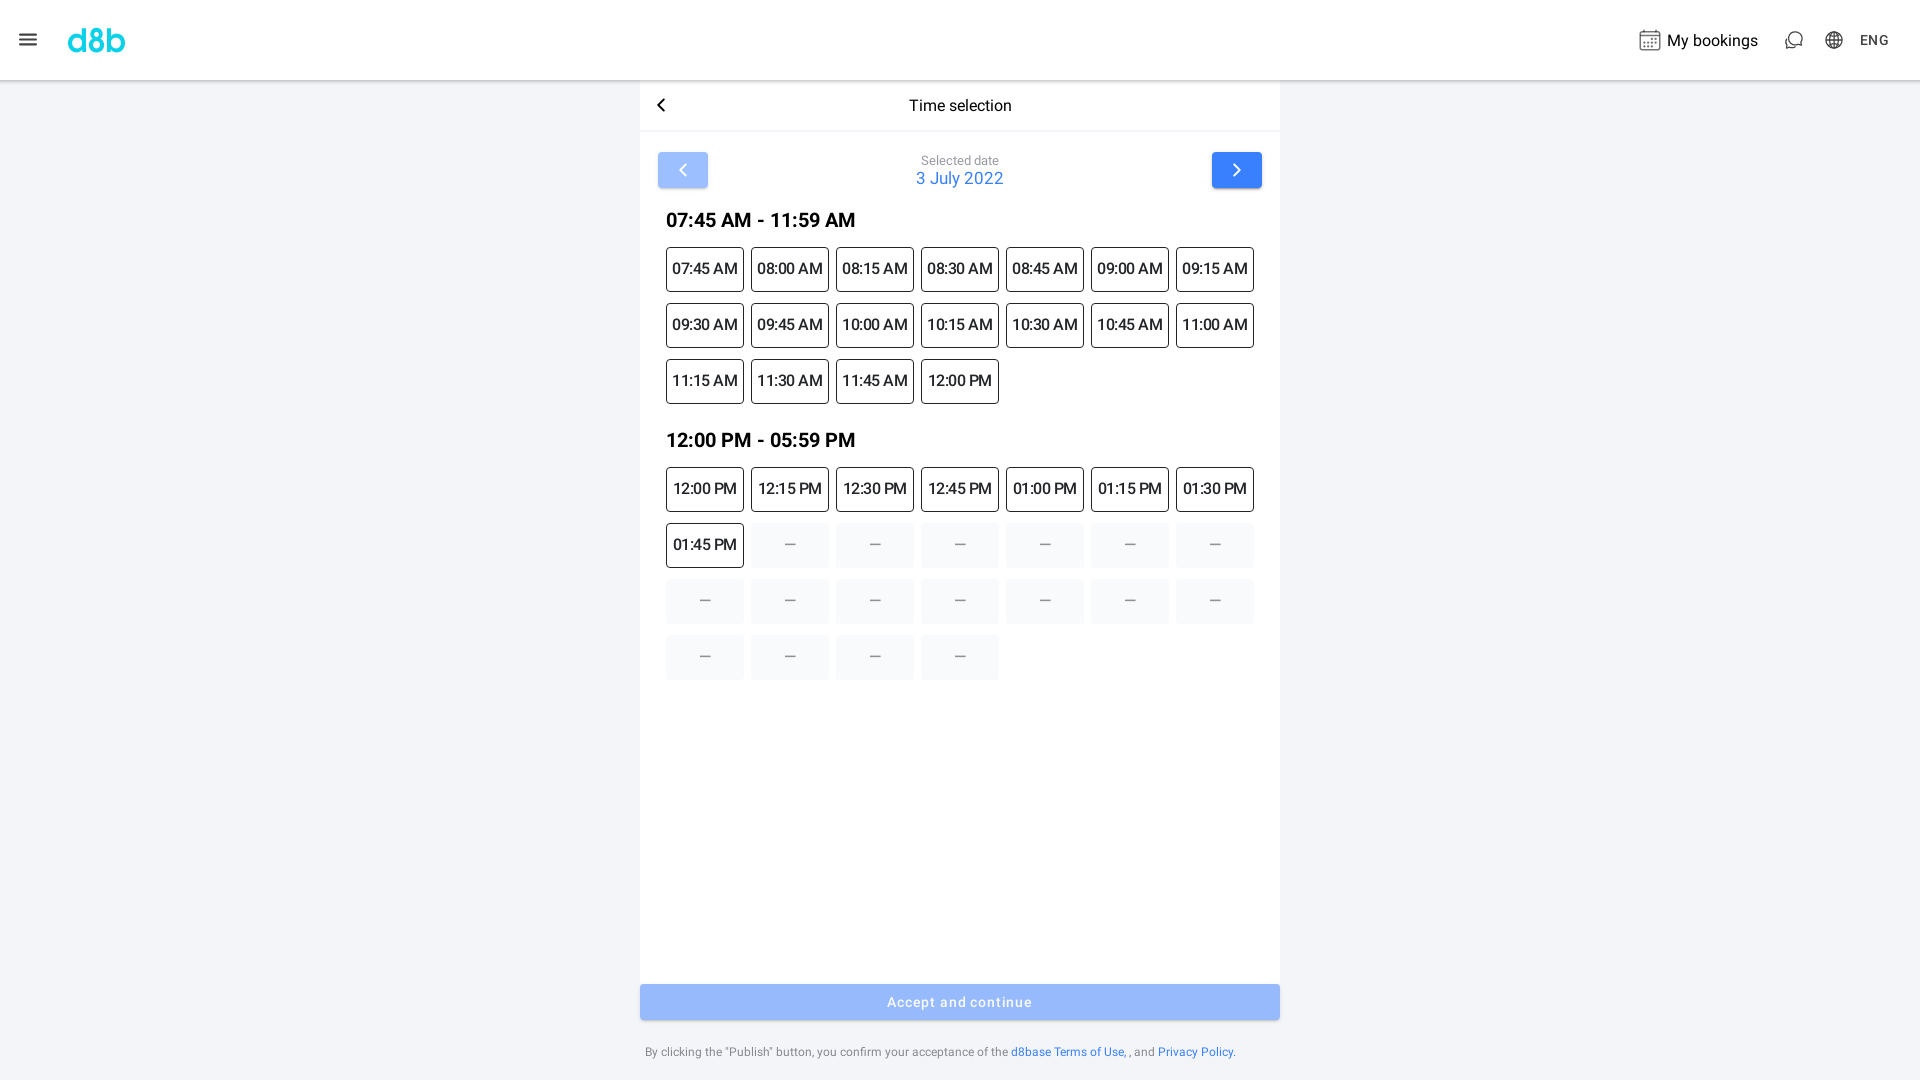 d8b
My bookings
ENG
Time selection
Selected date
3 July 2022
07:45 AM - 11:59 AM
07:45 AM 08:00 AM 08:15 AM 08:30 AM 08:45 AM 09:00 AM 09:15 AM
09:30 AM 09:45 AM 10:00 AM 10:15 AM 10:30 AM 10:45 AM 11:00 AM
11:15 AM 11:30 AM 11:45 AM 12:00 PM
12:00 PM - 05:59 PM
12:00 PM 12:15 PM 12:30 PM 12:45 PM 01:00 PM 01:15 PM 01:30 PM
01:45 PM — — — — — —
— — — — — — —
— — — —
Accept and continue
By clicking the "Publish" button, you confirm your acceptance of the d8base Terms of Use, , and Privacy Policy.